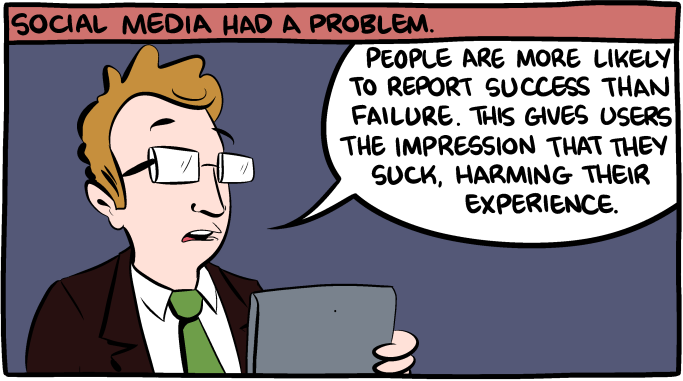 SOCIAL MEDIA HAD A PROBLEM.
PEOPLE ARE MORE LIKELY
TO REPORT SUCCESS THAN
FAILURE. THIS GIVES USERS
THE IMPRESSION THAT THEY
SUCK, HARMING THEIR
EXPERIENCE.